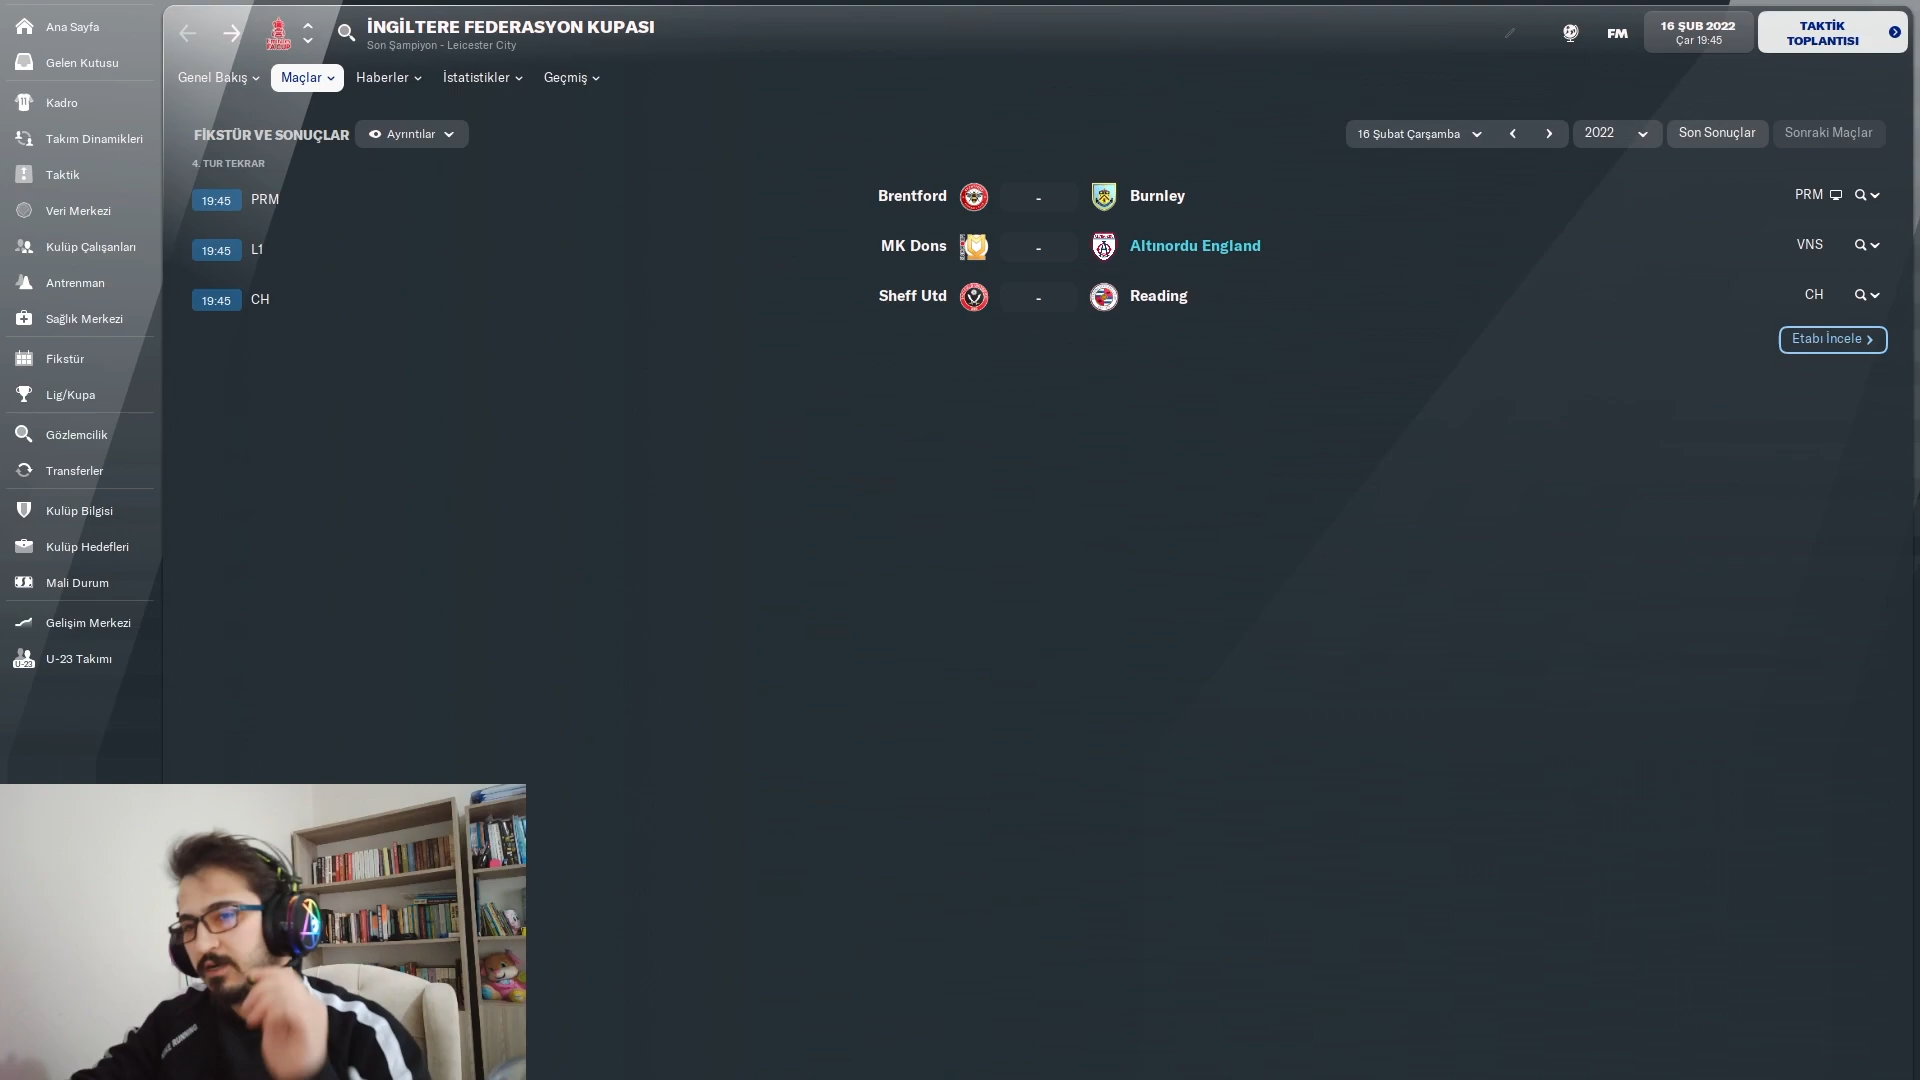 Ana Sayfa
Gelen Kutusu
Kadro
Takım Dinamikleri
Taktik
Veri Merkezi
Kulüp Çalışanları
Antrenman
Sağlık Merkezi
Fikstür
Lig/Kupa
Gözlemcilik
Transferler
Kulüp Bilgisi
Kulüp Hedefleri
Mali Durum
Gelişim Merkezi
U-23 Takımı
İNGİLTERE FEDERASYON KUPASI
Son Şampiyon - Leicester City
FM
16 ŞUB 2022
Çar 19:45
TAKTİK
TOPLANTISI
Genel Bakış
Maçlar
Haberler
İstatistikler
Geçmiş
FİKSTÜR VE SONUÇLAR
Ayrıntılar
16 Şubat Çarşamba
2022
Son Sonuçlar
Sonraki Maçlar
4. TUR TEKRAR
19:45 PRM Brentford - Burnley PRM
19:45 L1 MK Dons - Altınordu England VNS
19:45 CH Sheff Utd - Reading CH
Etabı İncele